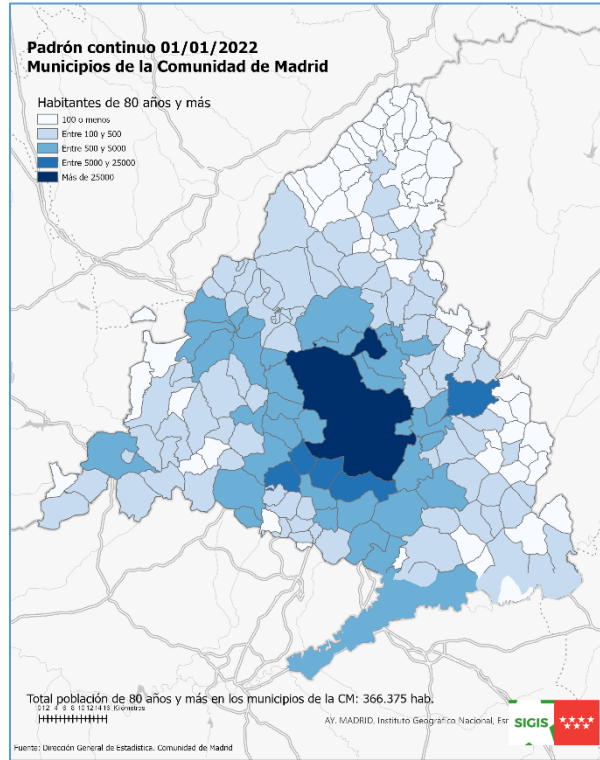 Padrón continuo 01/01/2022
Municipios de la Comunidad de Madrid
Habitantes de 80 años y más
100 o menos
Entre 100 y 500
Entre 500 y 5000
Entre 5000 y 25000
Más de 25000
Total población de 80 años y más en los municipios de la CM: 366.375 hab.
Kilómetros
AY. MADRID, Instituto Geográfico Nacional, Esr
SIGIS
Fuente: Dirección General de Estadística. Comunidad de Madrid